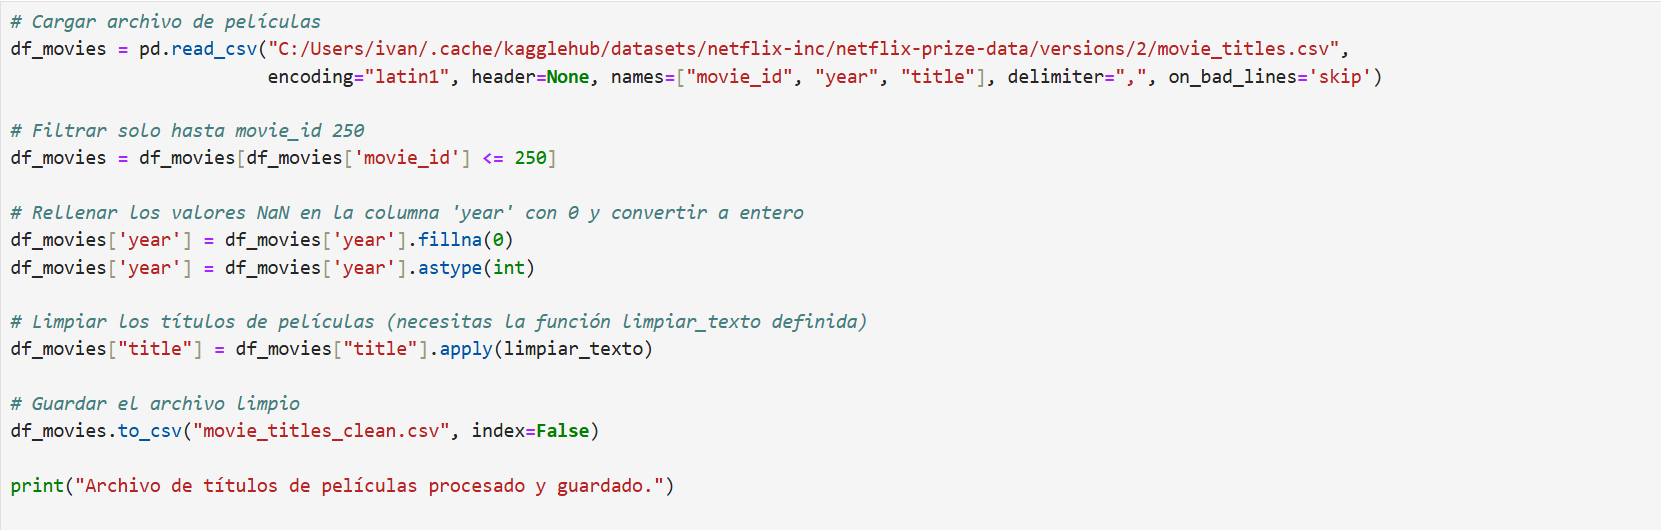 # Cargar archivo de películas
df_movies = pd.read_csv("C:/Users/ivan/.cache/kagglehub/datasets/netflix-inc/netflix-prize-data/versions/2/movie_titles.csv",
                        encoding="latin1", header=None, names=["movie_id", "year", "title"], delimiter=",", on_bad_lines='skip')

# Filtrar solo hasta movie_id 250
df_movies = df_movies[df_movies['movie_id'] <= 250]

# Rellenar los valores NaN en la columna 'year' con 0 y convertir a entero
df_movies['year'] = df_movies['year'].fillna(0)
df_movies['year'] = df_movies['year'].astype(int)

# Limpiar los títulos de películas (necesitas la función limpiar_texto definida)
df_movies["title"] = df_movies["title"].apply(limpiar_texto)

# Guardar el archivo limpio
df_movies.to_csv("movie_titles_clean.csv", index=False)

print("Archivo de títulos de películas procesado y guardado.")